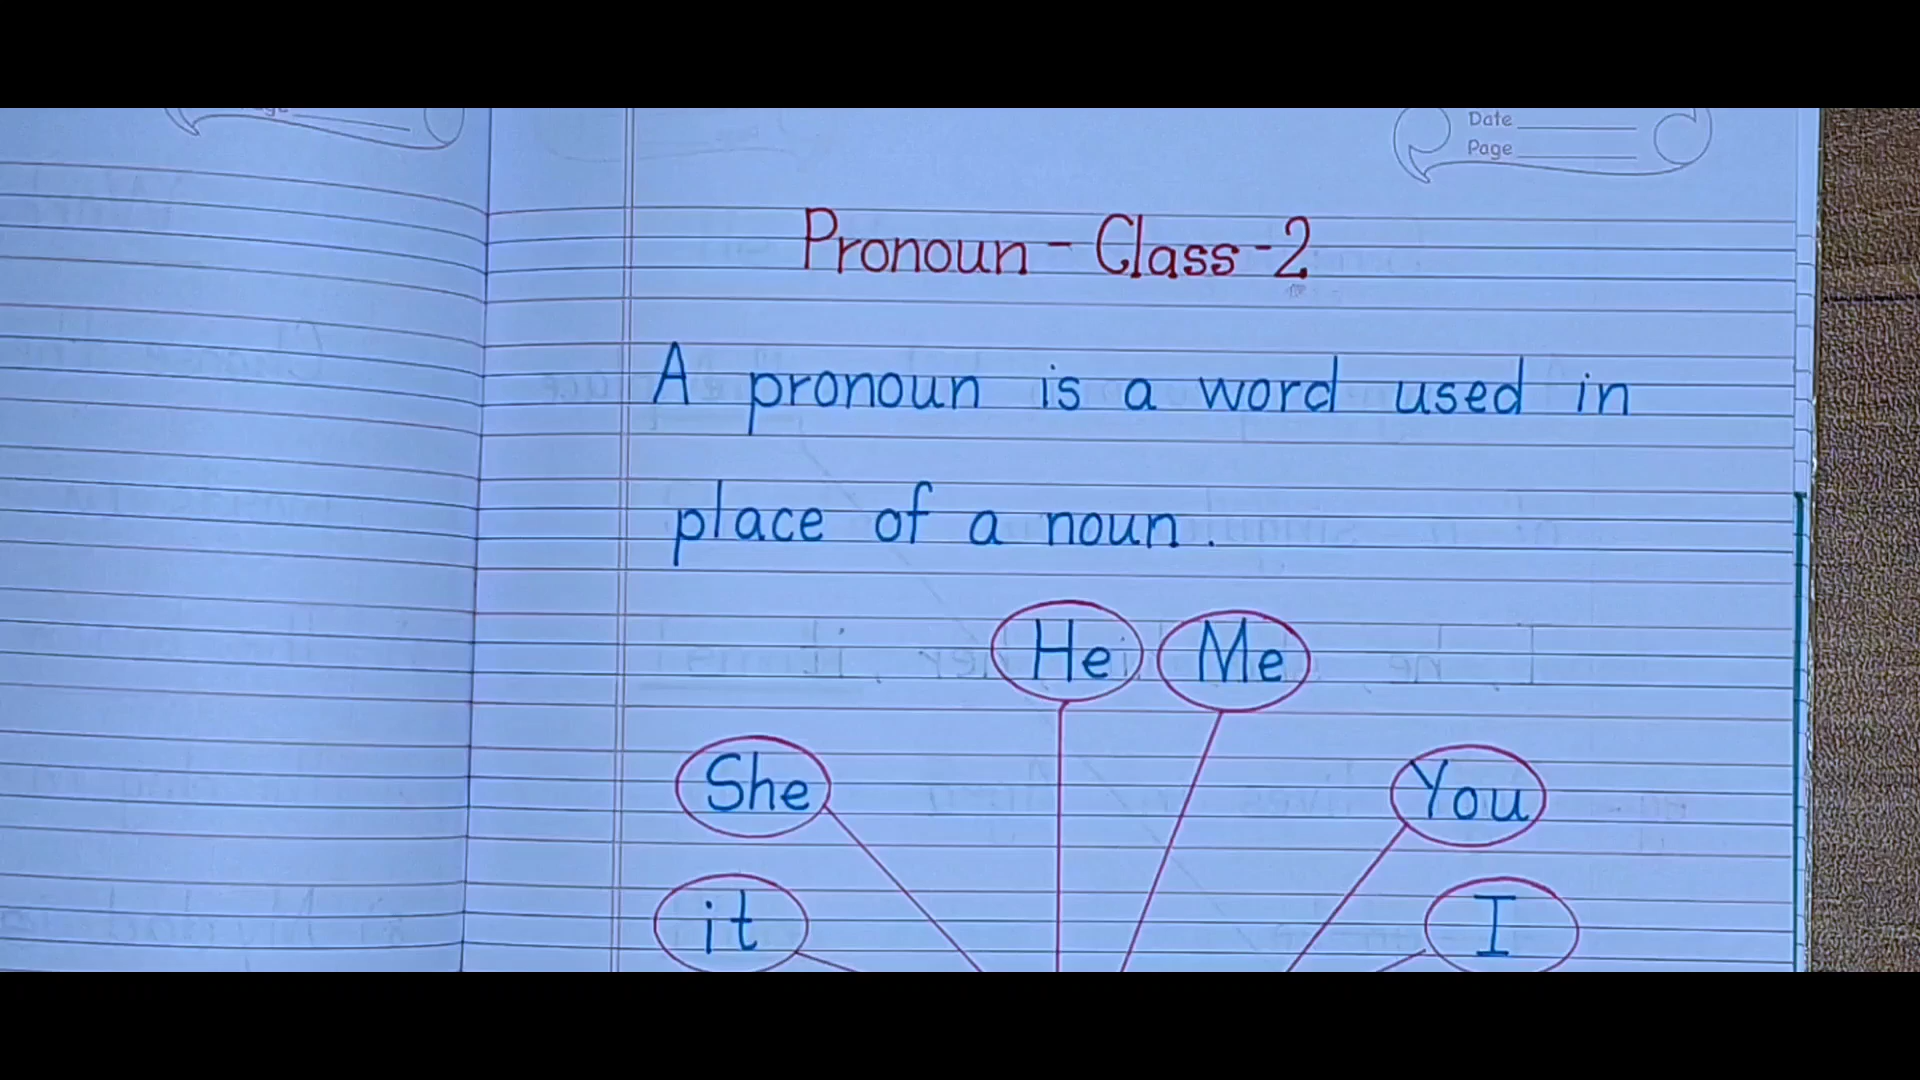 Date
Page
Pronoun - Class - 2
A pronoun is a word used in
place of a noun.
He Me
She You
it I